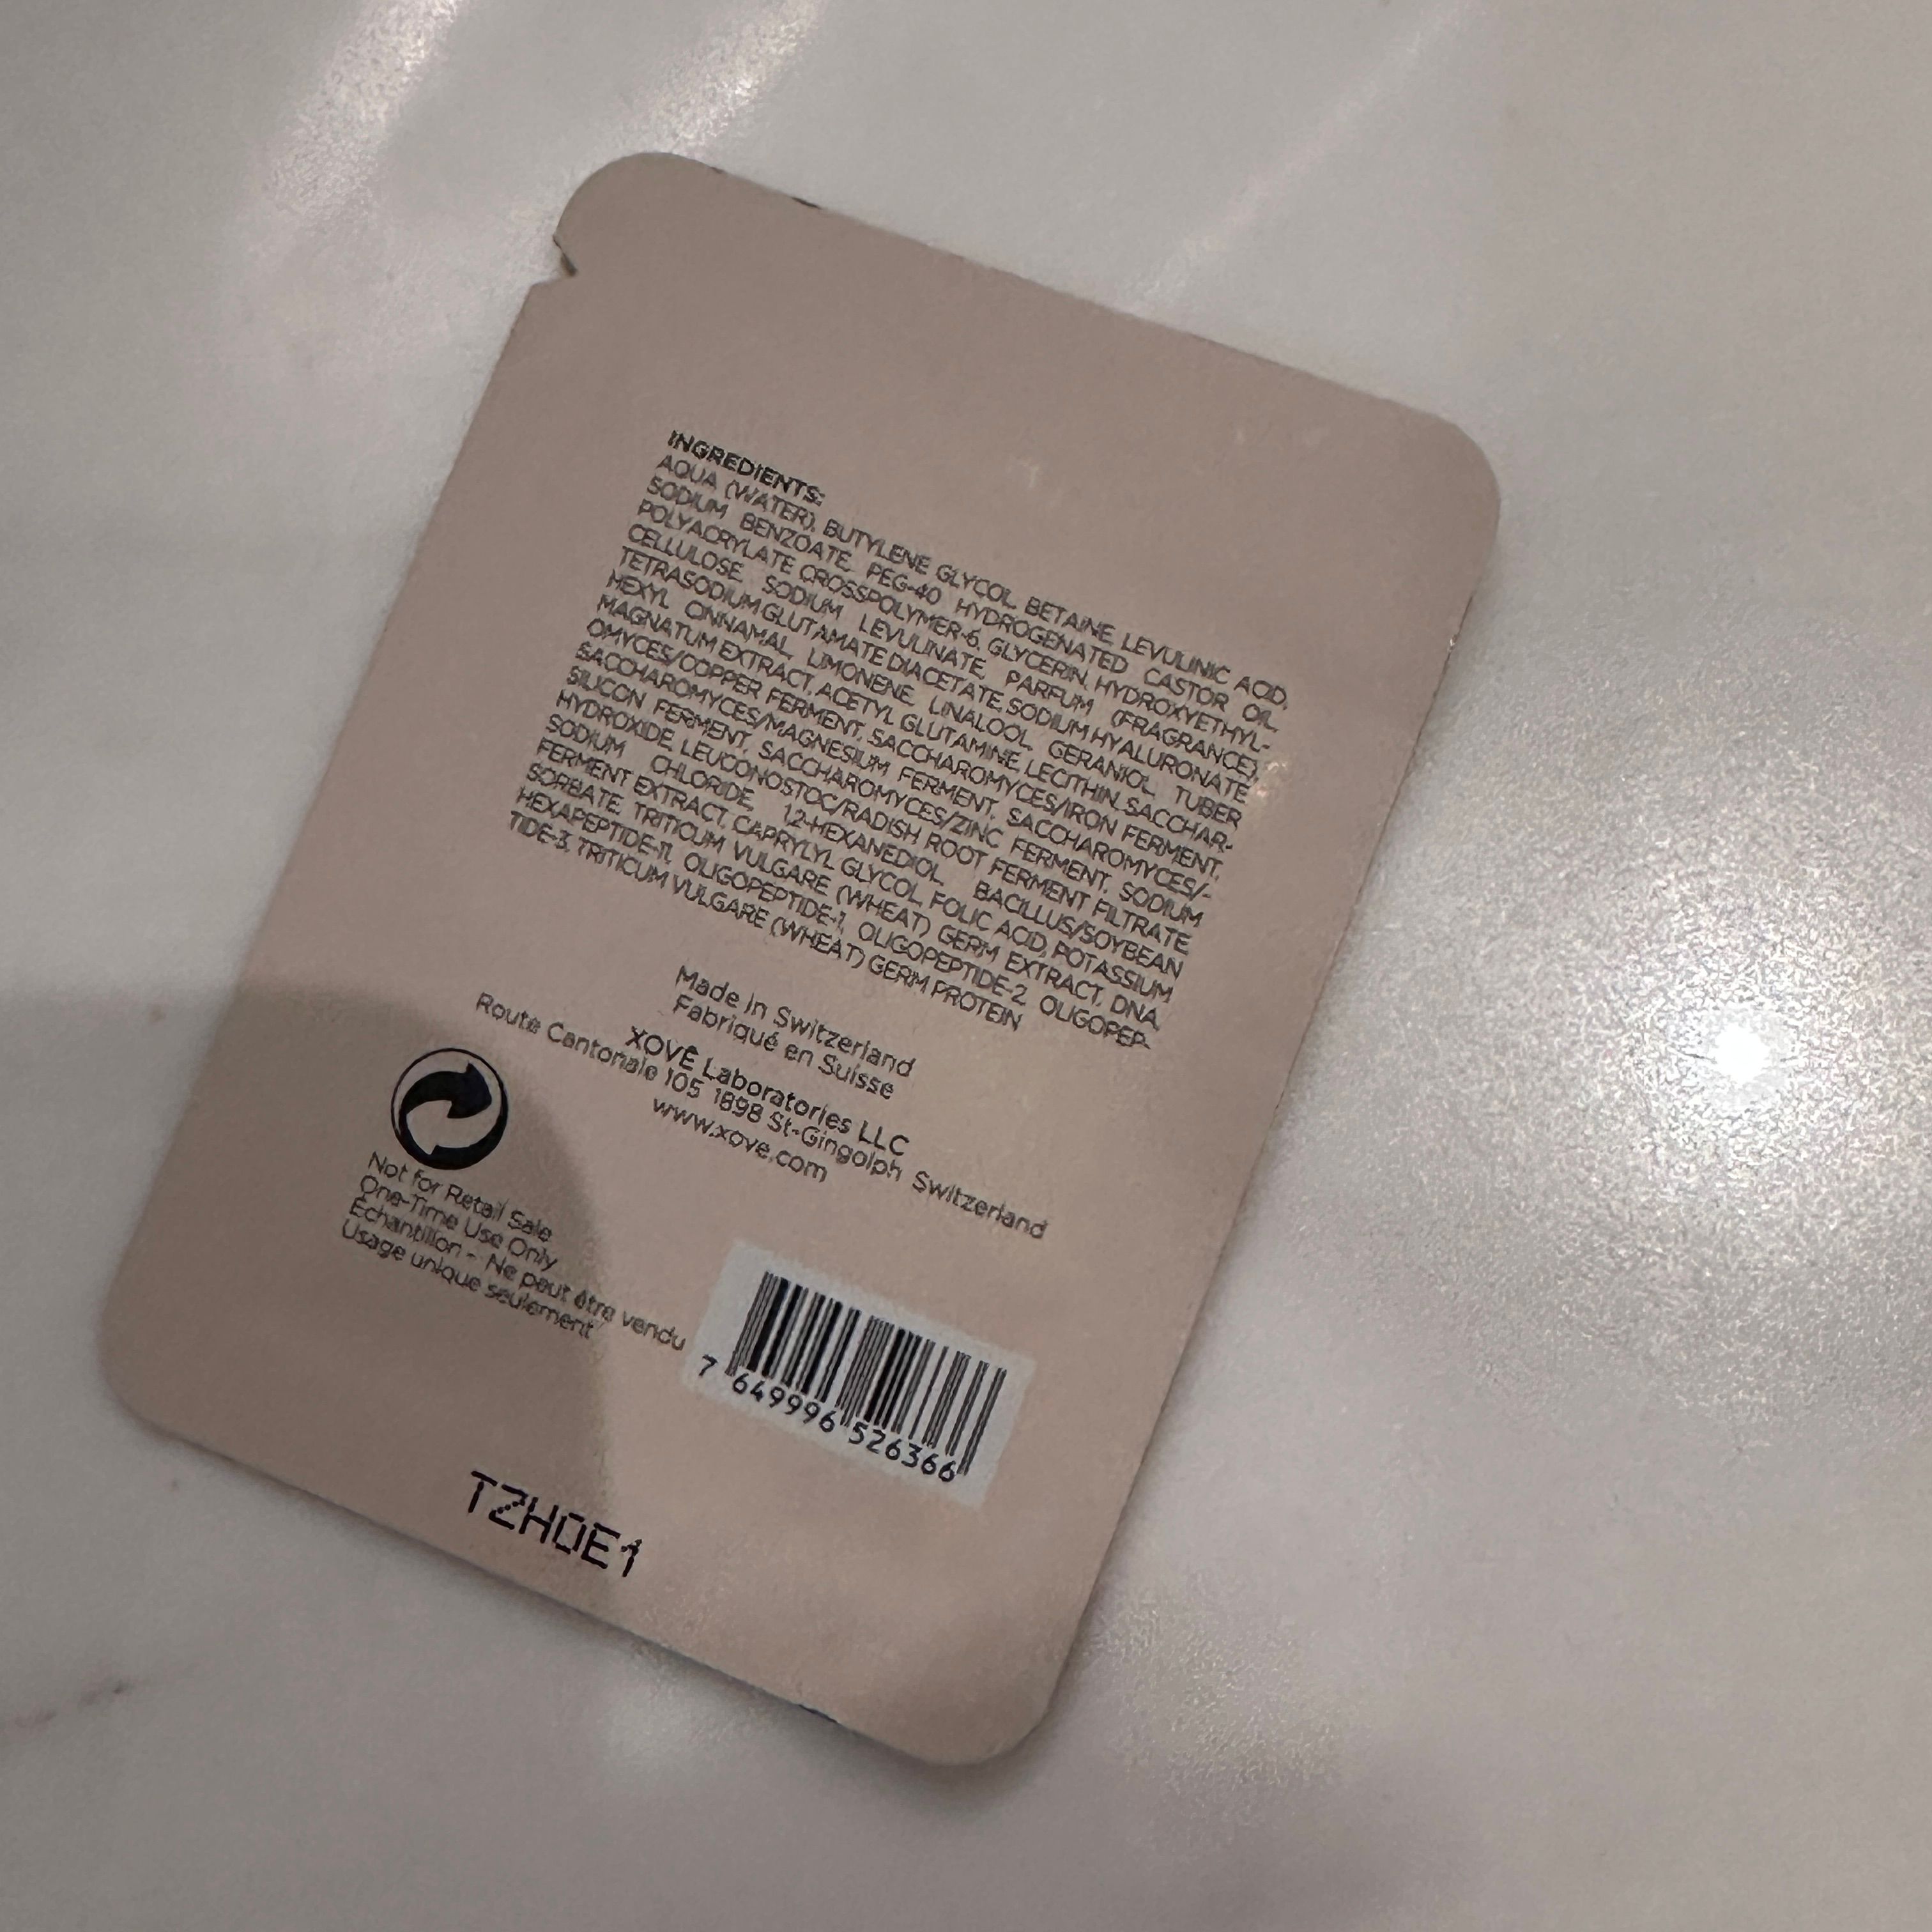 INGREDIENTS:
AQUA (WATER), BUTYLENE GLYCOL, BETAINE, LEVULINIC ACID,
SODIUM BENZOATE, PEG-40 HYDROGENATED CASTOR OIL,
POLYACRYLATE CROSSPOLYMER-6, GLYCERIN, HYDROXYETHYL-
CELLULOSE, SODIUM LEVULINATE, PARFUM (FRAGRANCE),
TETRASODIUM GLUTAMATE DIACETATE, SODIUM HYALURONATE,
HEXYL CINNAMAL, LIMONENE, LINALOOL, GERANIOL, TUBER
MAGNATUM EXTRACT, ACETYL GLUTAMINE, LECITHIN, SACCHAR-
OMYCES/COPPER FERMENT, SACCHAROMYCES/IRON FERMENT,
SACCHAROMYCES/MAGNESIUM FERMENT, SACCHAROMYCES/-
SILICON FERMENT, SACCHAROMYCES/ZINC FERMENT, SODIUM
HYDROXIDE, LEUCONOSTOC/RADISH ROOT FERMENT FILTRATE,
SODIUM CHLORIDE, 1,2-HEXANEDIOL, BACILLUS/SOYBEAN
FERMENT EXTRACT, CAPRYLYL GLYCOL, FOLIC ACID, POTASSIUM
SORBATE, TRITICUM VULGARE (WHEAT) GERM EXTRACT, DNA,
HEXAPEPTIDE-11, OLIGOPEPTIDE-1, OLIGOPEPTIDE-2, OLIGOPEP-
TIDE-3, TRITICUM VULGARE (WHEAT) GERM PROTEIN
Made in Switzerland
Fabriqué en Suisse
XOVÊ Laboratories LLC
Route Cantonale 105 1898 St-Gingolph Switzerland
www.xove.com
Not for Retail Sale
One-Time Use Only
Échantillon - Ne peut être vendu
Usage unique seulement
7 649996 526366
TZH0E1